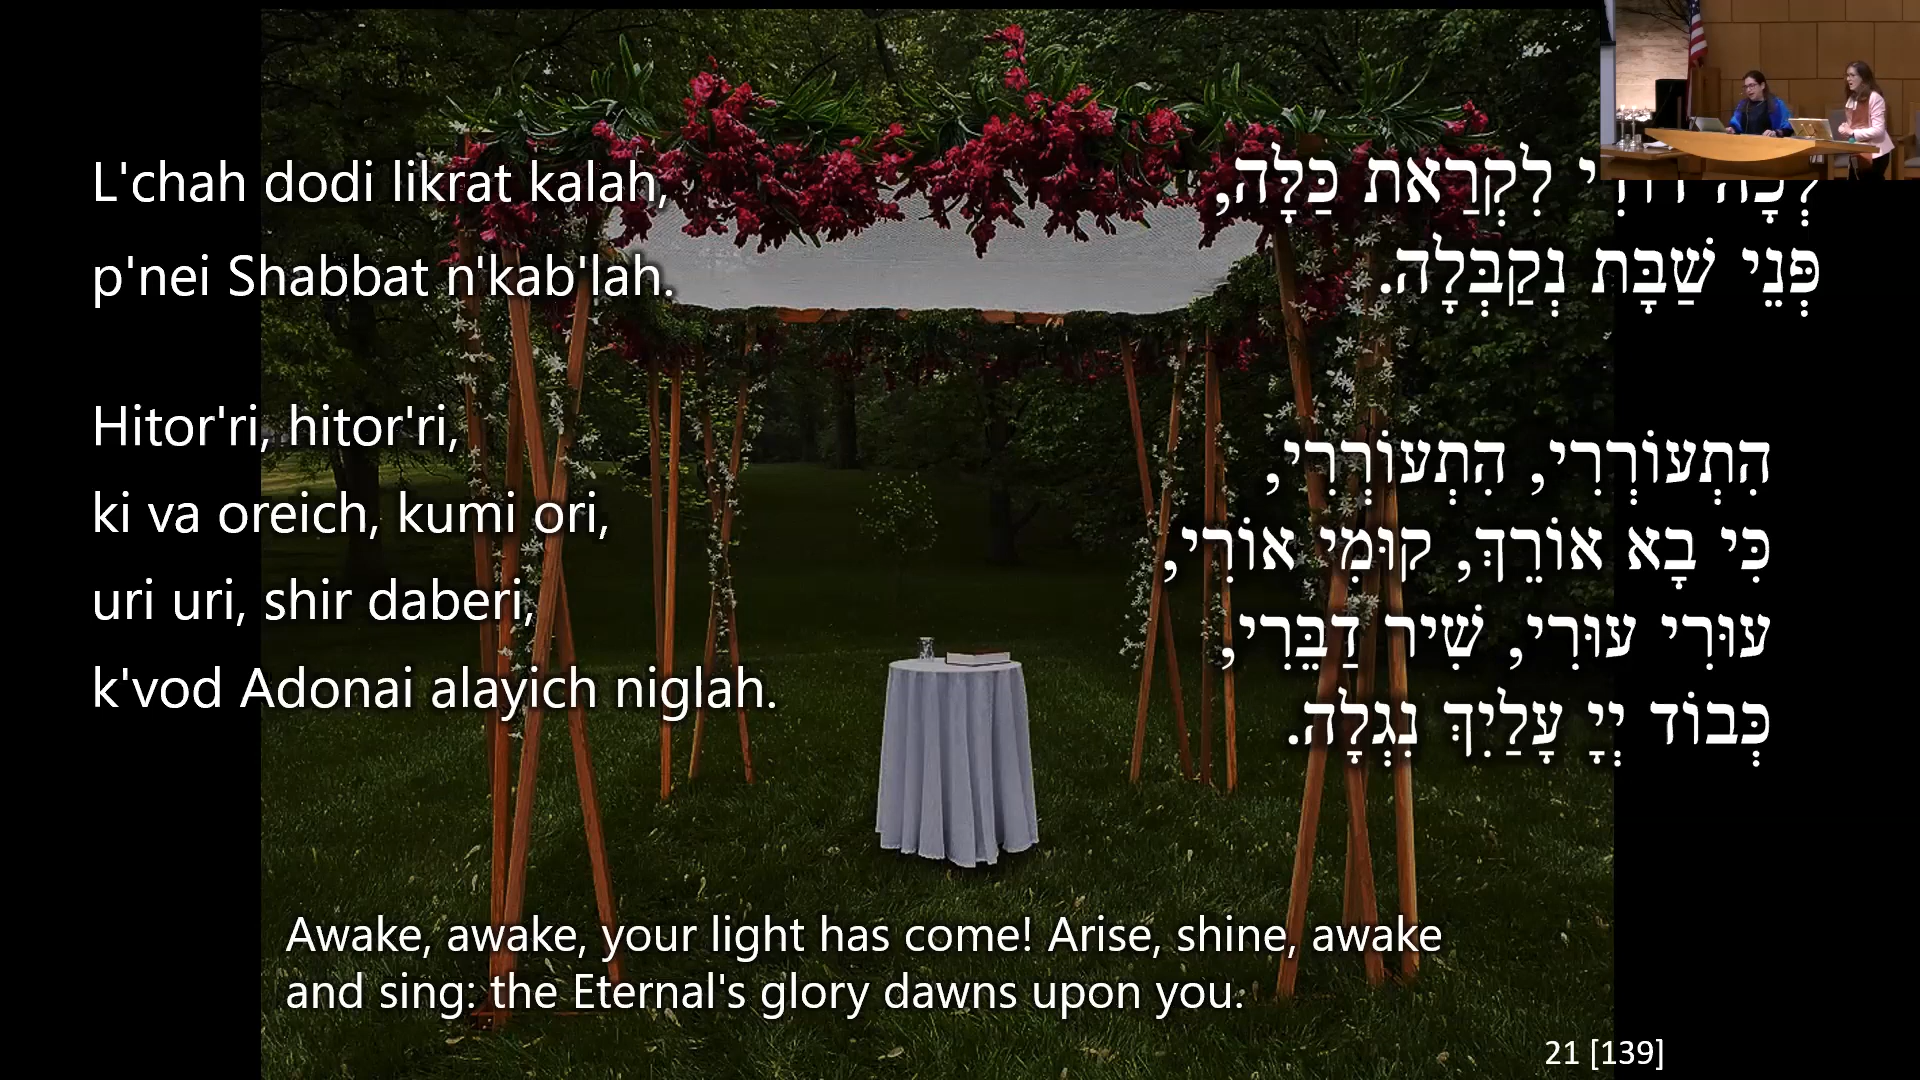 L'chah dodi likrat kalah,
p'nei Shabbat n'kab'lah.
Hitor'ri, hitor'ri,
ki va oreich, kumi ori,
uri uri, shir daberi,
k'vod Adonai alayich niglah.
לִקְרַאת כַּלָּה,
פְּנֵי שַׁבָּת נְקַבְּלָה.
הִתְעוֹרְרִי, הִתְעוֹרְרִי,
כִּי בָא אוֹרֵךְ, קוּמִי אוֹרִי,
עוּרִי עוּרִי, שִׁיר דַּבֵּרִי,
כְּבוֹד יְיָ עָלַיִךְ נִגְלָה.
Awake, awake, your light has come! Arise, shine, awake
and sing: the Eternal's glory dawns upon you.
21 [139]